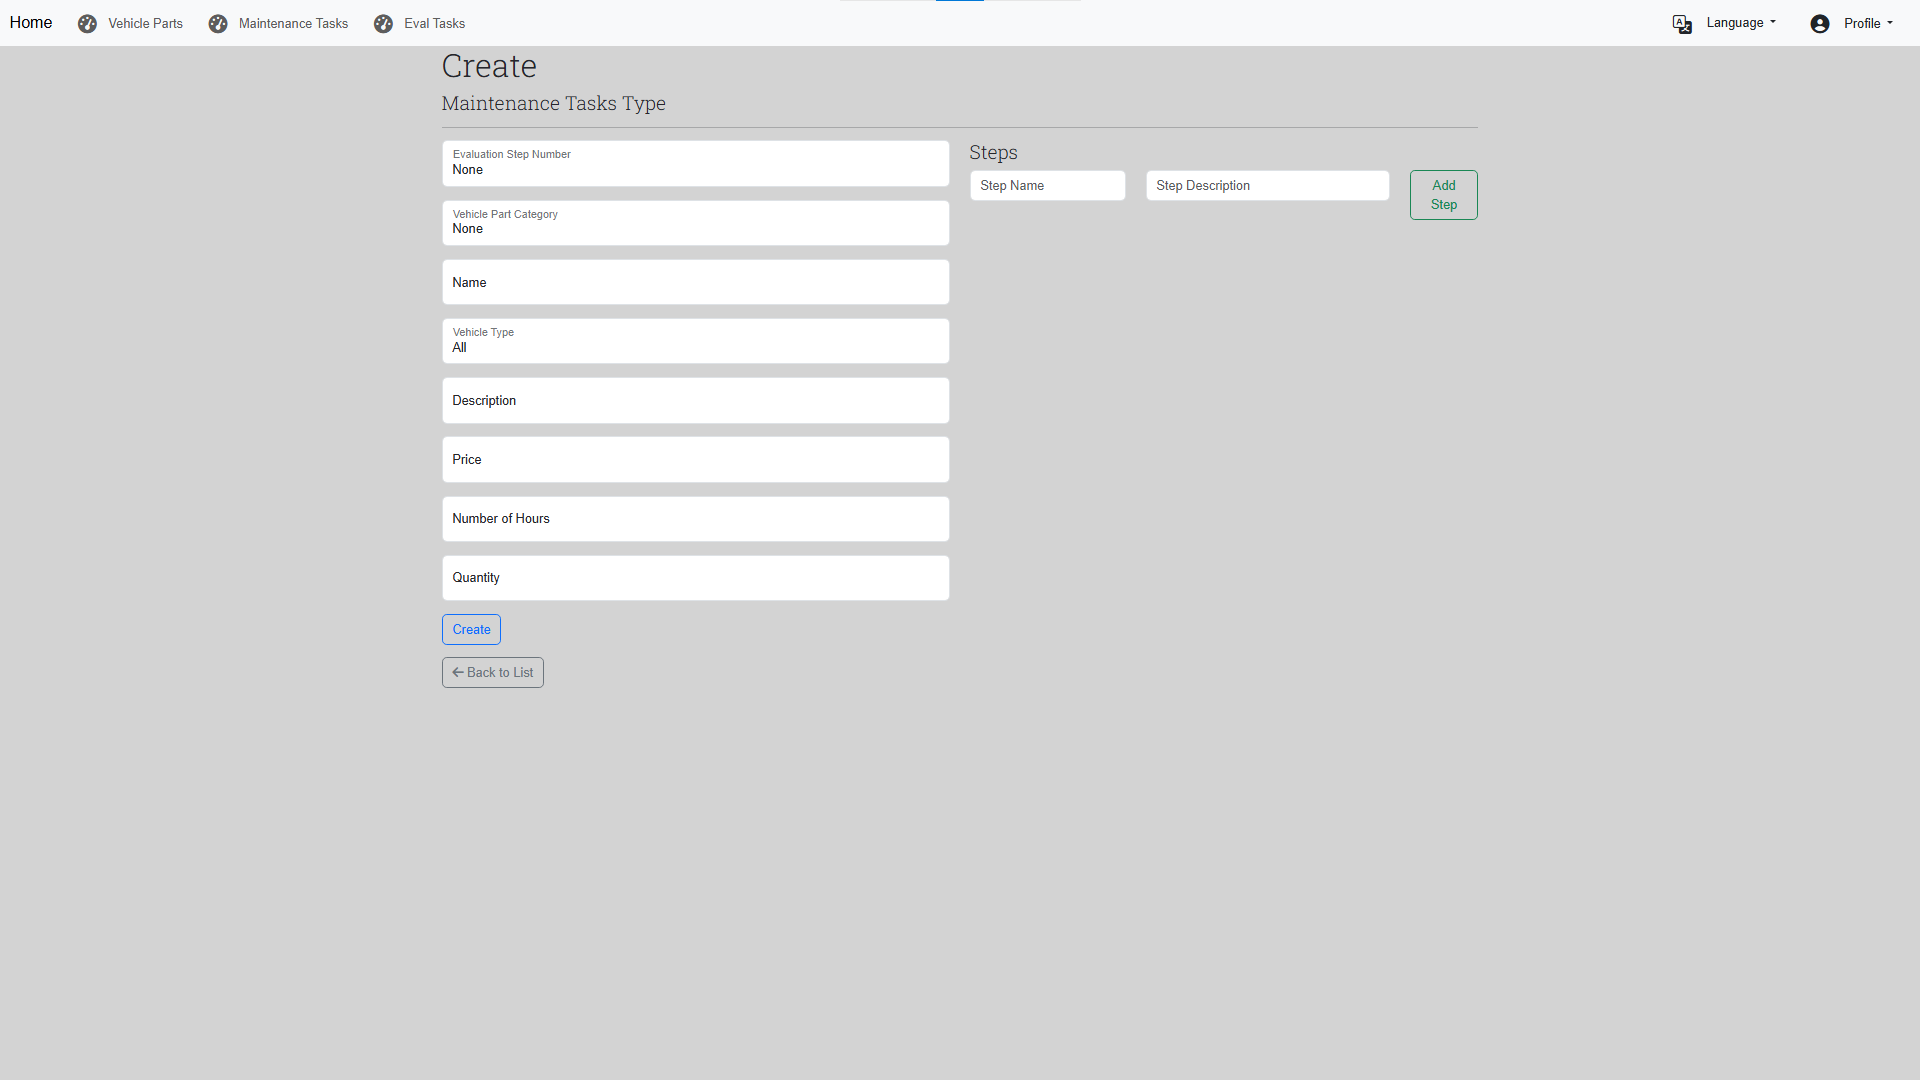 Home Vehicle Parts Maintenance Tasks Eval Tasks Language Profile
Create
Maintenance Tasks Type
Evaluation Step Number
None
Vehicle Part Category
None
Name
Vehicle Type
All
Description
Price
Number of Hours
Quantity
Create
Back to List
Steps
Step Name Step Description Add
Step